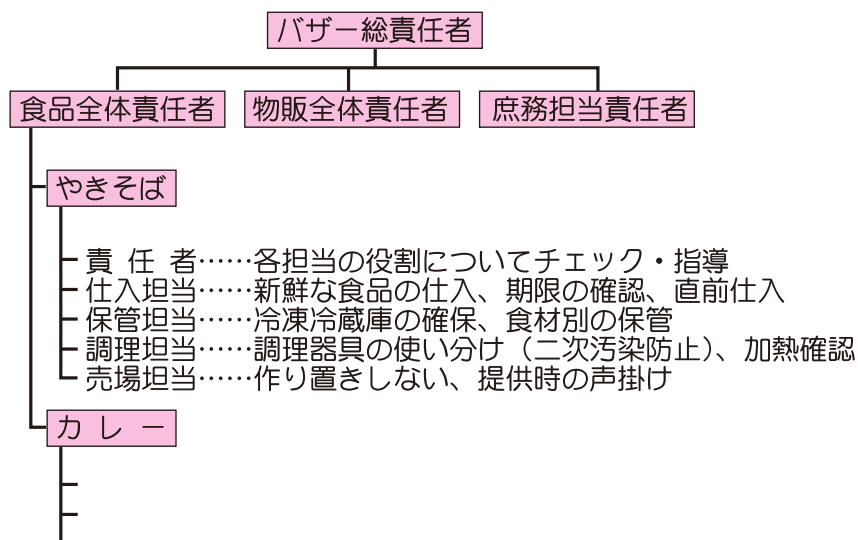 バザー総責任者
食品全体責任者 物販全体責任者 庶務担当責任者
やきそば
責 任 者……各担当の役割についてチェック・指導
仕入担当……新鮮な食品の仕入、期限の確認、直前仕入
保管担当……冷凍冷蔵庫の確保、食材別の保管
調理担当……調理器具の使い分け（二次汚染防止）、加熱確認
売場担当……作り置きしない、提供時の声掛け
カ レ ー